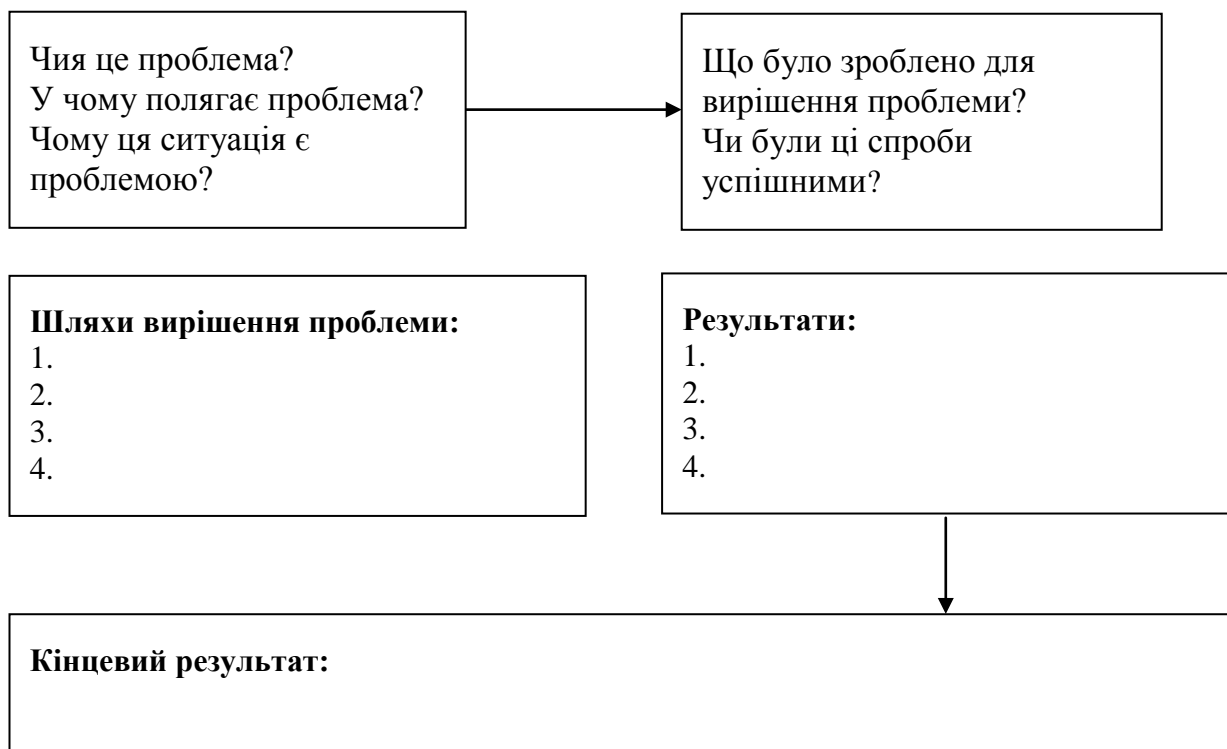 Чия це проблема?
У чому полягає проблема?
Чому ця ситуація є
проблемою?
Що було зроблено для
вирішення проблеми?
Чи були ці спроби
успішними?
Шляхи вирішення проблеми:
1.
2.
3.
4.
Результати:
1.
2.
3.
4.
Кінцевий результат: